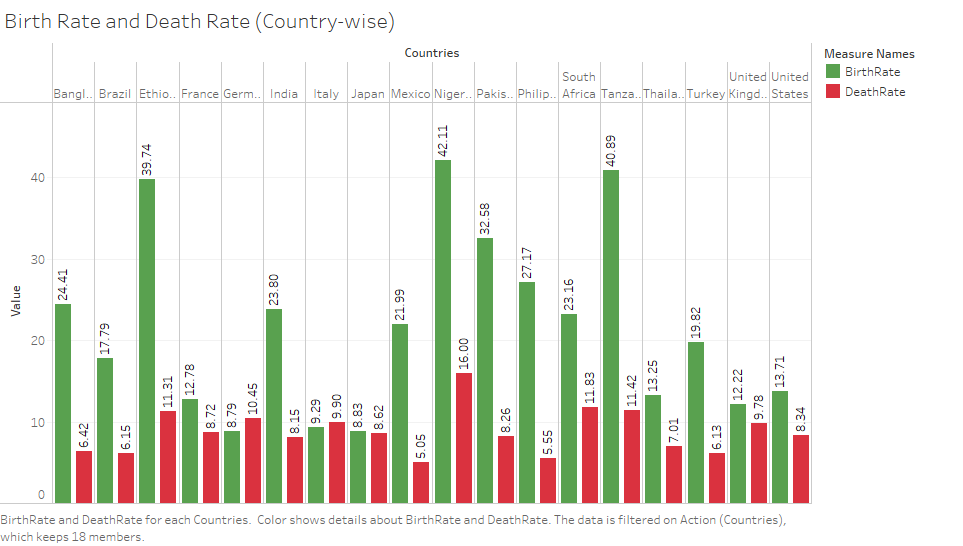 Birth Rate and Death Rate (Country-wise)
Countries
Measure Names
BirthRate
DeathRate
Bangl.. Brazil Ethio.. France Germ.. India Italy Japan Mexico Niger.. Pakis.. Philip.. South Africa Tanza.. Thaila.. Turkey United Kingd.. United States
Value
40
30
20
10
0
24.41 6.42 17.79 6.15 39.74 11.31 12.78 8.72 8.79 10.45 23.80 8.15 9.29 9.90 8.83 8.62 21.99 5.05 42.11 16.00 32.58 8.26 27.17 5.55 23.16 11.83 40.89 11.42 13.25 7.01 19.82 6.13 12.22 9.78 13.71 8.34
BirthRate and DeathRate for each Countries.  Color shows details about BirthRate and DeathRate. The data is filtered on Action (Countries),
which keeps 18 members.